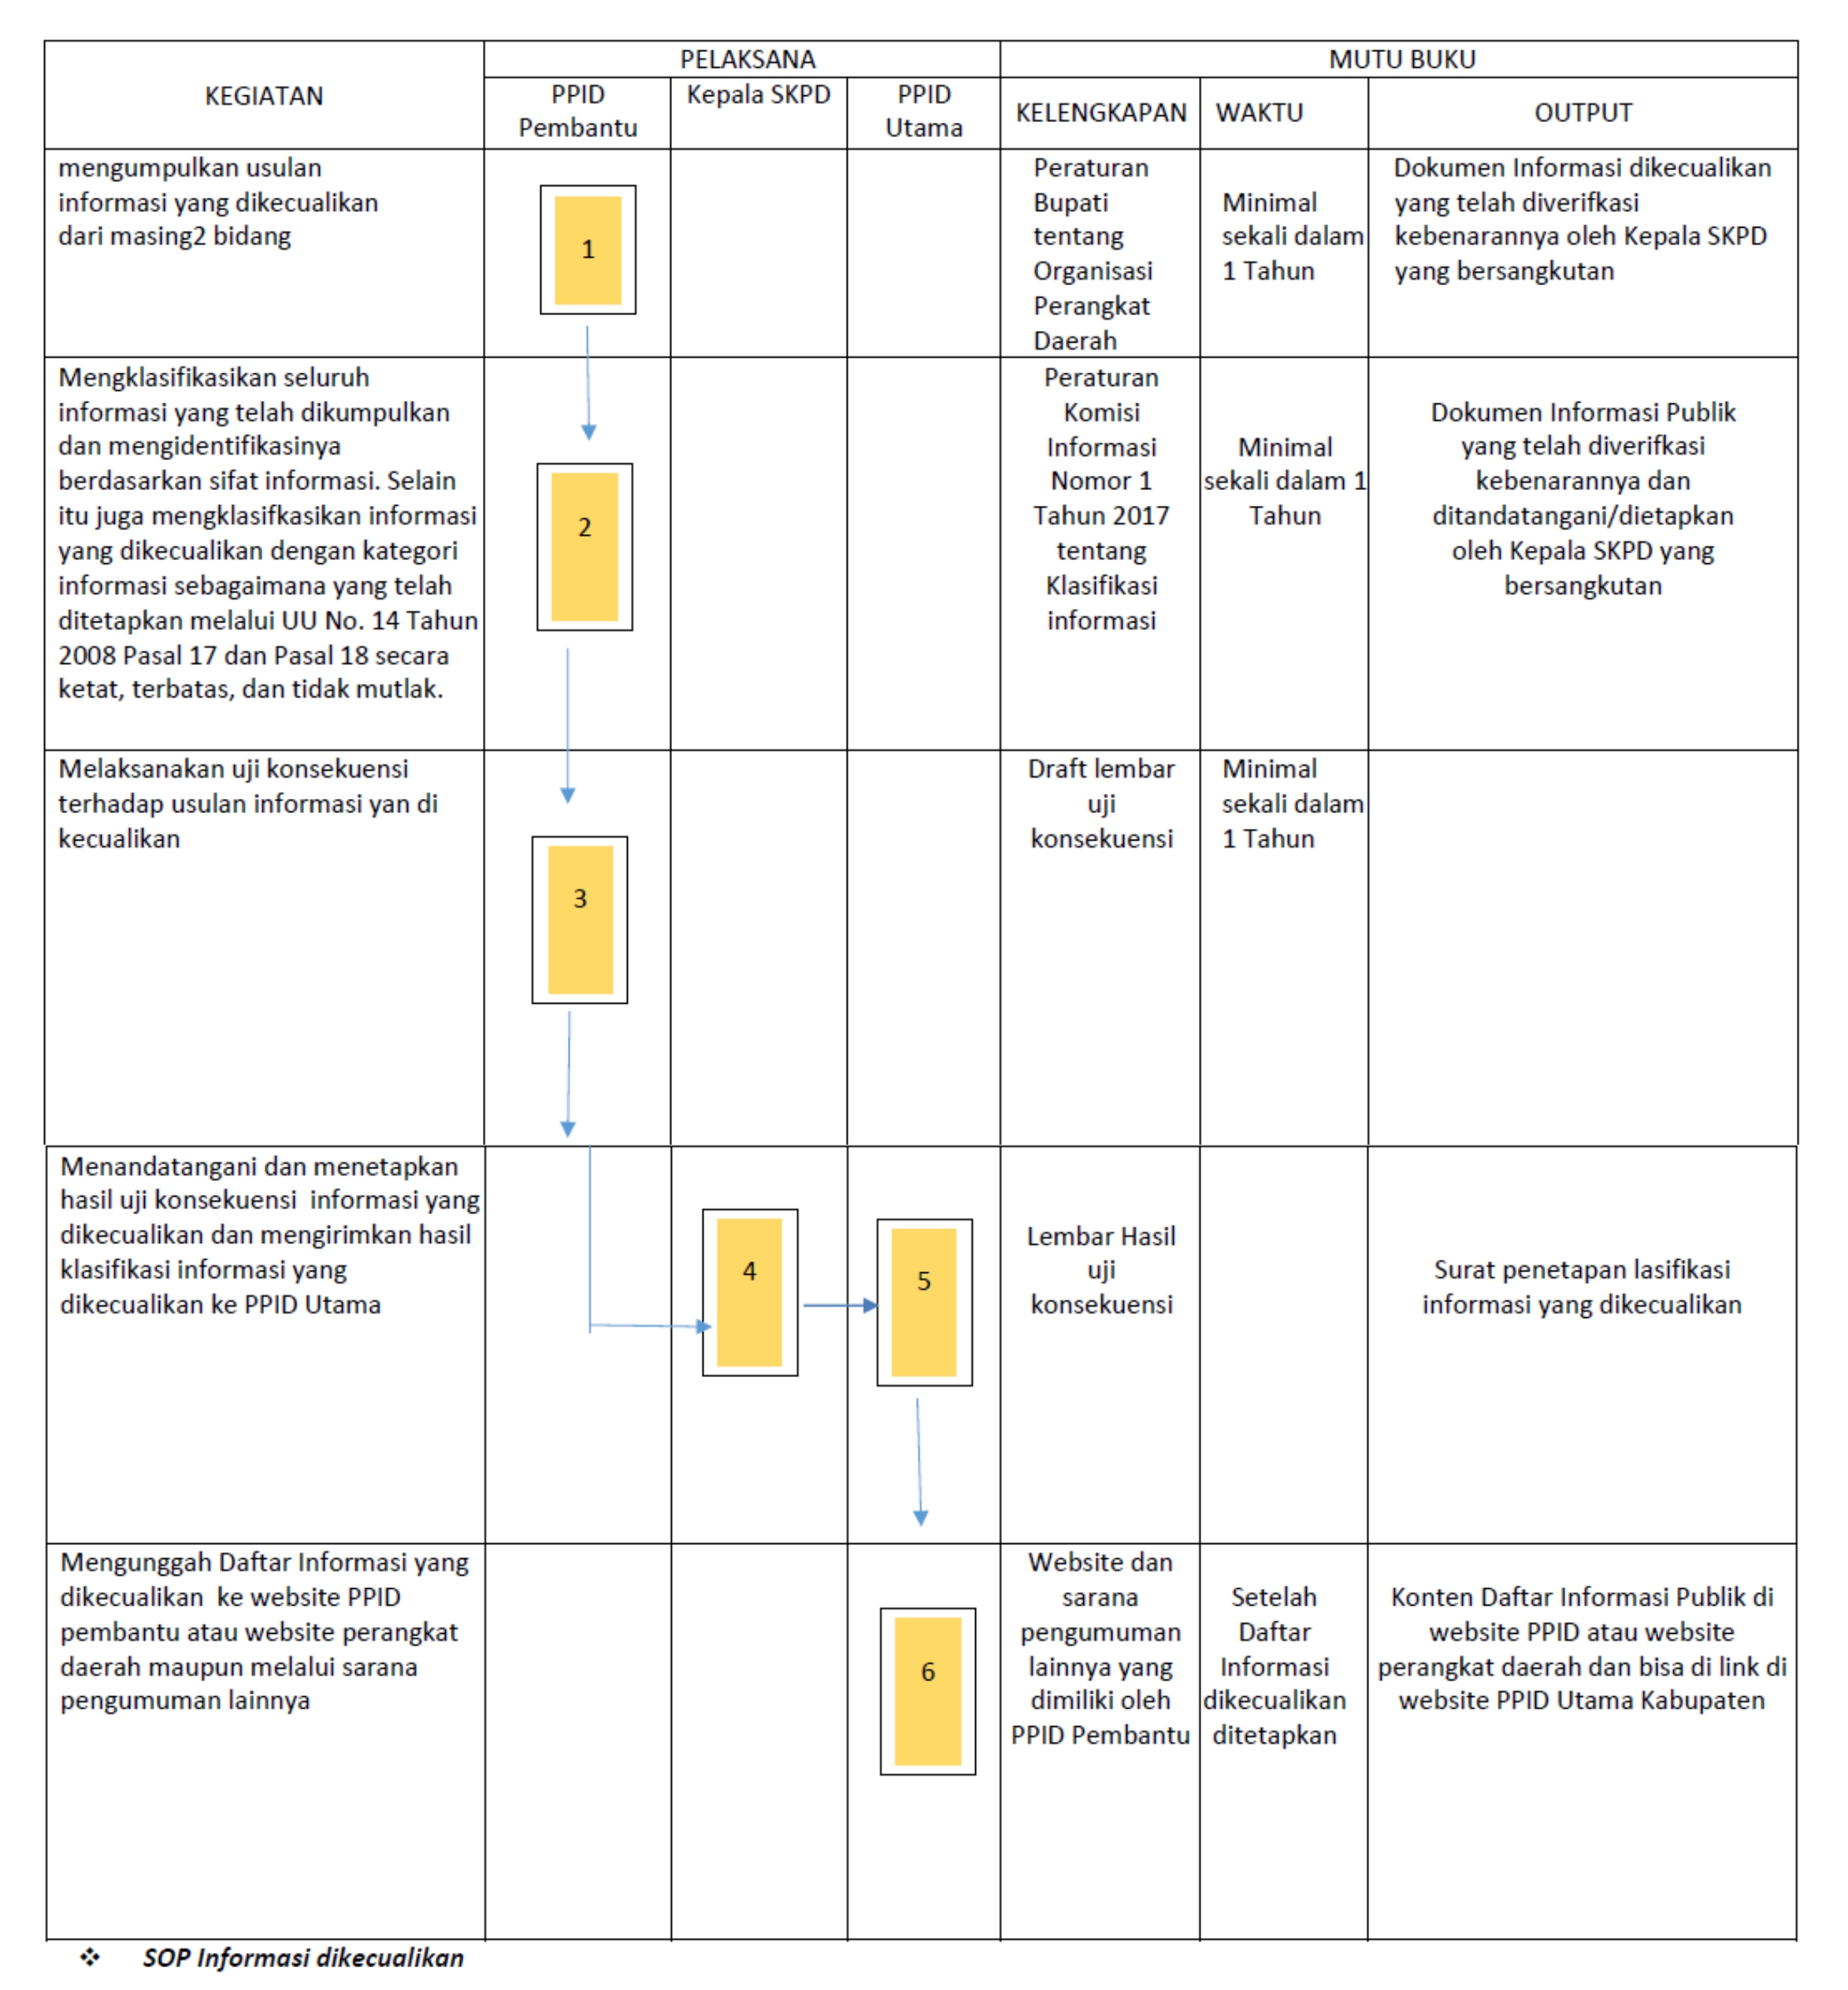 KEGIATAN
PELAKSANA
MUTU BUKU
PPID
Pembantu
Kepala SKPD
PPID
Utama
KELENGKAPAN
WAKTU
OUTPUT
mengumpulkan usulan
informasi yang dikecualikan
dari masing2 bidang
1
Peraturan
Bupati
tentang
Organisasi
Perangkat
Daerah
Minimal
sekali dalam
1 Tahun
Dokumen Informasi dikecualikan
yang telah diverifkasi
kebenarannya oleh Kepala SKPD
yang bersangkutan
Mengklasifikasikan seluruh
informasi yang telah dikumpulkan
dan mengidentifikasinya
berdasarkan sifat informasi. Selain
itu juga mengklasifkasikan informasi
yang dikecualikan dengan kategori
informasi sebagaimana yang telah
ditetapkan melalui UU No. 14 Tahun
2008 Pasal 17 dan Pasal 18 secara
ketat, terbatas, dan tidak mutlak.
2
Peraturan
Komisi
Informasi
Nomor 1
Tahun 2017
tentang
Klasifikasi
informasi
Minimal
sekali dalam 1
Tahun
Dokumen Informasi Publik
yang telah diverifkasi
kebenarannya dan
ditandatangani/dietapkan
oleh Kepala SKPD yang
bersangkutan
Melaksanakan uji konsekuensi
terhadap usulan informasi yan di
kecualikan
3
Draft lembar
uji
konsekuensi
Minimal
sekali dalam
1 Tahun
Menandatangani dan menetapkan
hasil uji konsekuensi  informasi yang
dikecualikan dan mengirimkan hasil
klasifikasi informasi yang
dikecualikan ke PPID Utama
4
5
Lembar Hasil
uji
konsekuensi
Surat penetapan lasifikasi
informasi yang dikecualikan
Mengunggah Daftar Informasi yang
dikecualikan  ke website PPID
pembantu atau website perangkat
daerah maupun melalui sarana
pengumuman lainnya
6
Website dan
sarana
pengumuman
lainnya yang
dimiliki oleh
PPID Pembantu
Setelah
Daftar
Informasi
dikecualikan
ditetapkan
Konten Daftar Informasi Publik di
website PPID atau website
perangkat daerah dan bisa di link di
website PPID Utama Kabupaten
❖ SOP Informasi dikecualikan